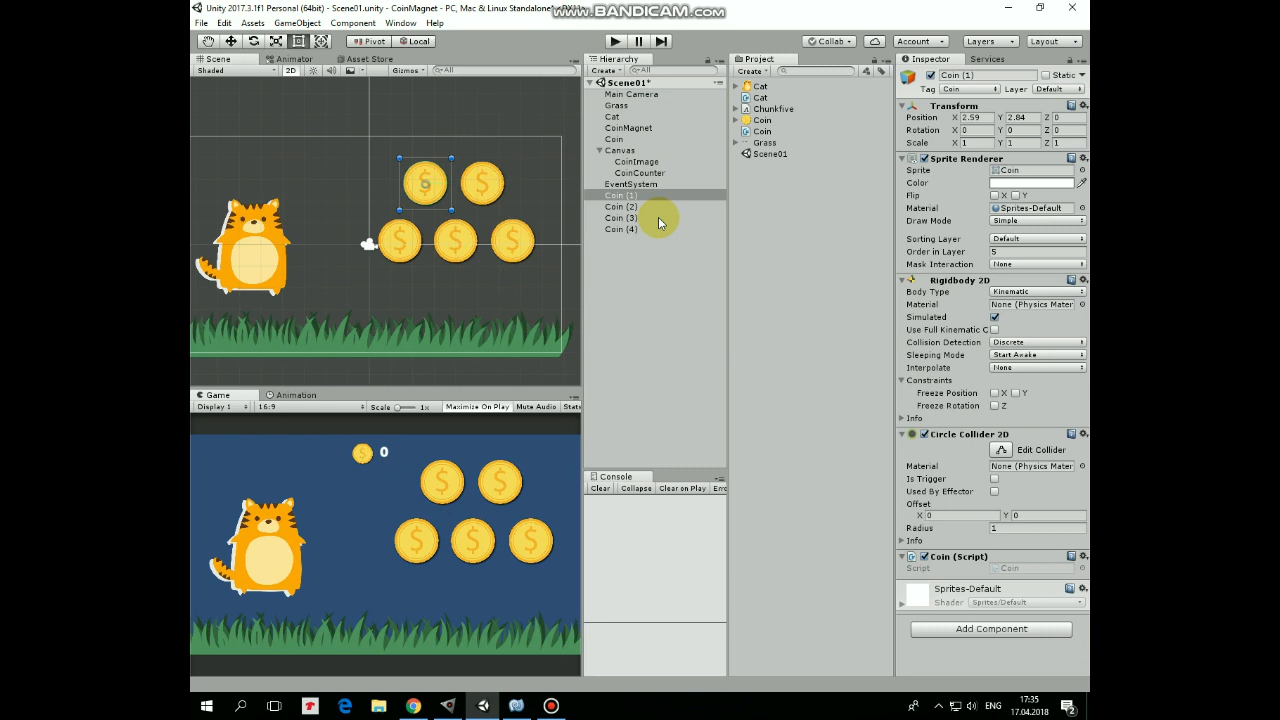 Unity 2017.3.1f1 Personal (64bit) - Scene01.unity - CoinMagnet - PC, Mac & Linux Standalone
www.BANDICAM.com
File Edit Assets GameObject Component Window Help
Pivot Local Collab Account Layers Layout
Scene Animator Asset Store
Shaded 2D Gizmos All
Hierarchy
Create All
Scene01*
Main Camera
Grass
Cat
CoinMagnet
Coin
Canvas
CoinImage
CoinCounter
EventSystem
Coin (1)
Coin (2)
Coin (3)
Coin (4)
Project
Create
Cat
Cat
Chunkfive
Coin
Coin
Grass
Scene01
Game Animation
Display 1 16:9 Scale 1x Maximize On Play Mute Audio Stats
0
Console
Clear Collapse Clear on Play Erro
Inspector Services
Coin (1) Static
Tag Coin Layer Default
Transform
Position X 2.59 Y 2.84 Z 0
Rotation X 0 Y 0 Z 0
Scale X 1 Y 1 Z 1
Sprite Renderer
Sprite Coin
Color
Flip X Y
Material Sprites-Default
Draw Mode Simple
Sorting Layer Default
Order in Layer 5
Mask Interaction None
Rigidbody 2D
Body Type Kinematic
Material None (Physics Mater
Simulated
Use Full Kinematic C
Collision Detection Discrete
Sleeping Mode Start Awake
Interpolate None
Constraints
Freeze Position X Y
Freeze Rotation Z
Info
Circle Collider 2D
Edit Collider
Material None (Physics Mater
Is Trigger
Used By Effector
Offset
X 0 Y 0
Radius 1
Info
Coin (Script)
Script Coin
Sprites-Default
Shader Sprites/Default
Add Component
ENG 17:35
17.04.2018
2